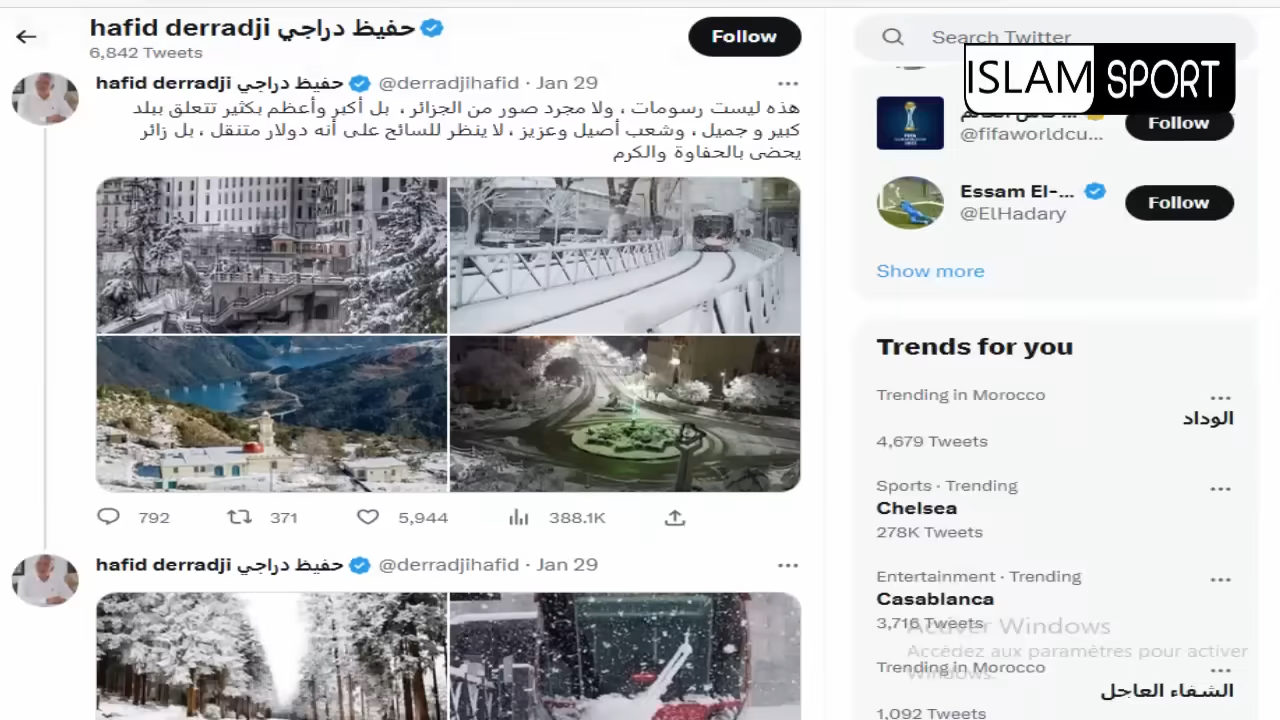 hafid derradji حفيظ دراجي
6,842 Tweets
Follow
hafid derradji حفيظ دراجي @derradjihafid · Jan 29
هذه ليست رسومات ، ولا مجرد صور من الجزائر ، بل أكبر وأعظم بكثير تتعلق ببلد
كبير و جميل ، وشعب أصيل وعزيز ، لا ينظر للسائح على أنه دولار متنقل ، بل زائر
يحضى بالحفاوة والكرم
792 371 5,944 388.1K
hafid derradji حفيظ دراجي @derradjihafid · Jan 29
Search Twitter
ISLAM SPORT
@fifaworldcu...
Follow
Essam El-...
@ElHadary
Follow
Show more
Trends for you
Trending in Morocco
الوداد
4,679 Tweets
Sports · Trending
Chelsea
278K Tweets
Entertainment · Trending
Casablanca
3,716 Tweets
Activer Windows
Accédez aux paramètres pour activer
Windows.
Trending in Morocco
الشفاء العاجل
1,092 Tweets